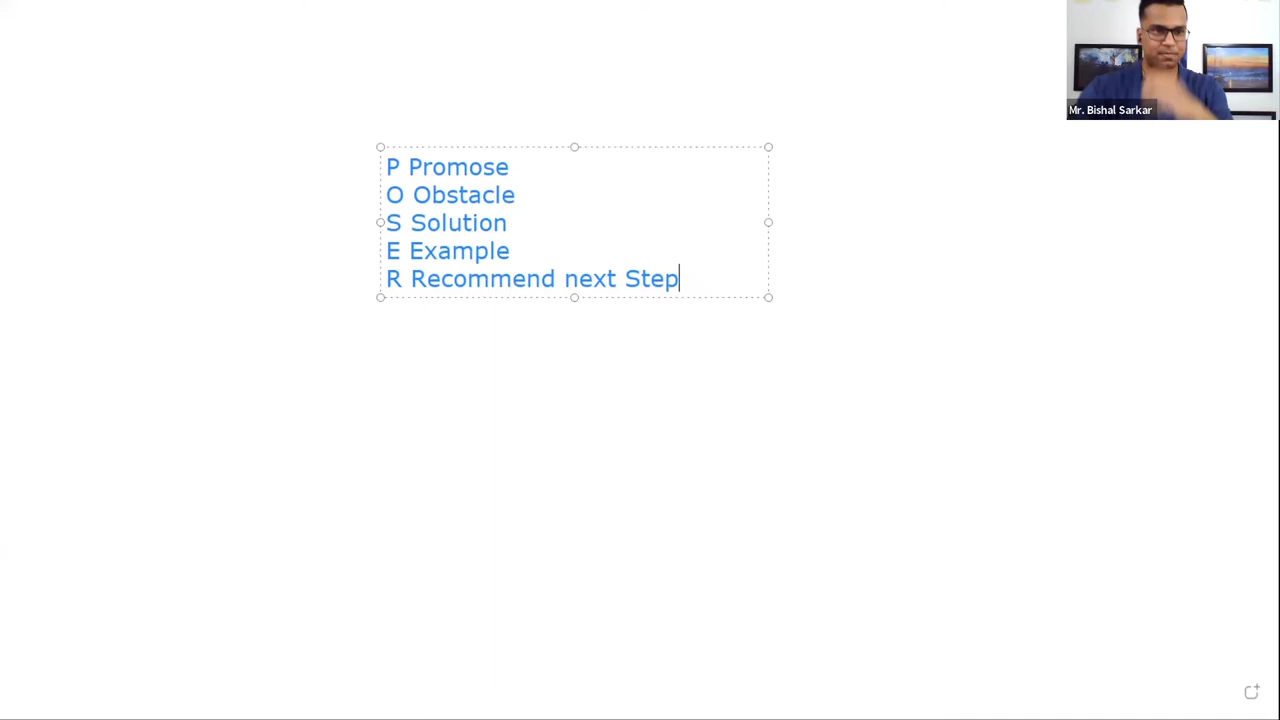 Mr. Bishal Sarkar
P Promose
O Obstacle
S Solution
E Example
R Recommend next Step